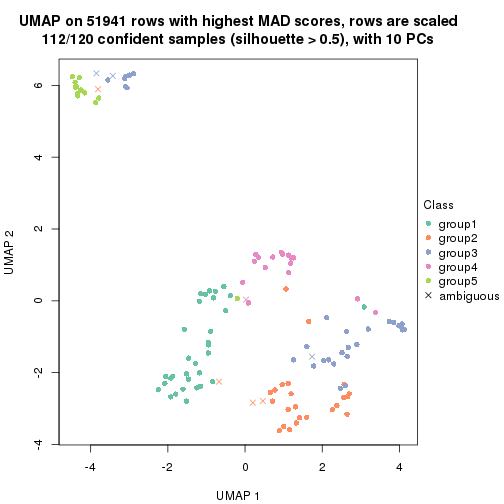 UMAP on 51941 rows with highest MAD scores, rows are scaled
112/120 confident samples (silhouette > 0.5), with 10 PCs
6
4
2
0
-2
-4
UMAP 2
-4
-2
0
2
4
UMAP 1
Class
group1
group2
group3
group4
group5
ambiguous